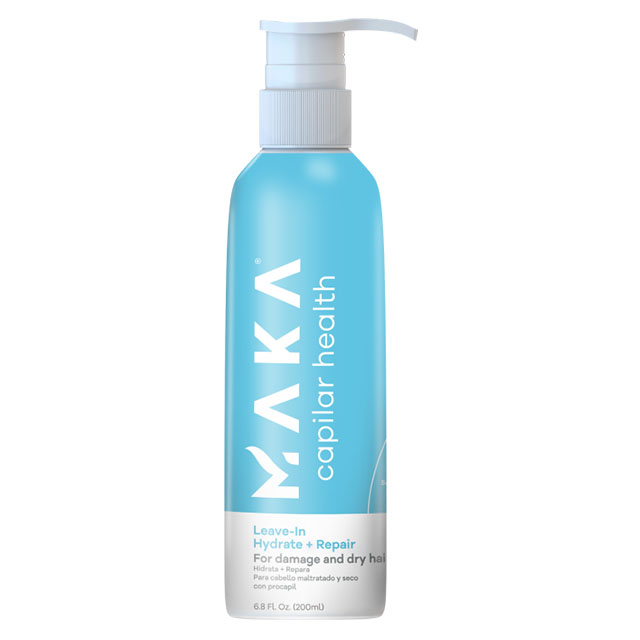 MAKA®
capilar health
Leave-In
Hydrate + Repair
For damage and dry hai
Hidrata + Repara
Para cabello maltratado y seco
con procapil
6.8 Fl. Oz. (200ml)